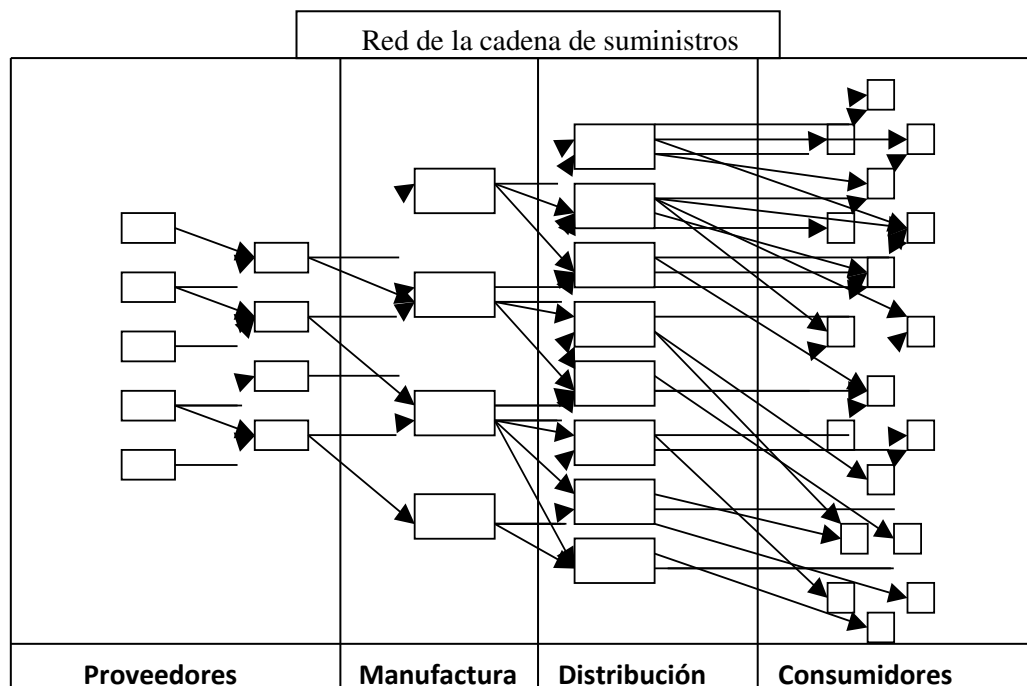 Red de la cadena de suministros
Proveedores
Manufactura
Distribución
Consumidores